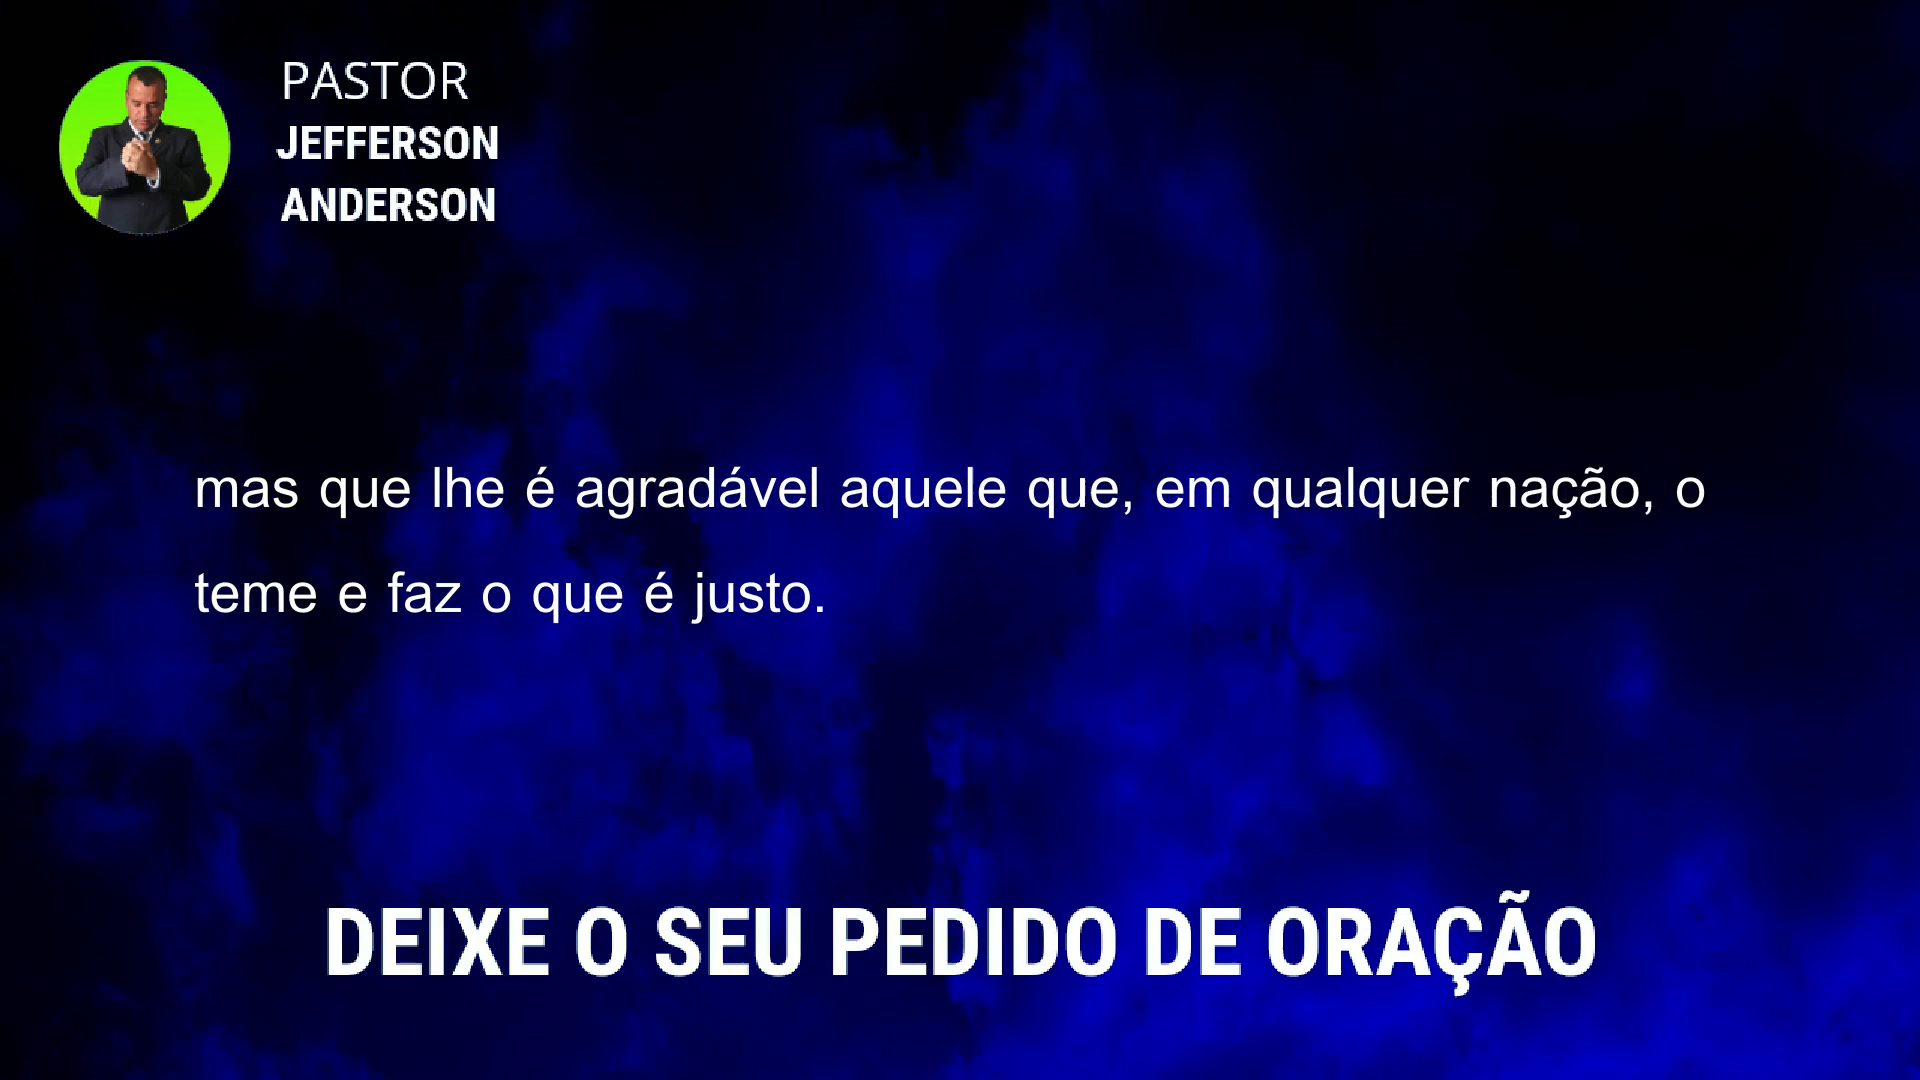 PASTOR
JEFFERSON
ANDERSON
mas que lhe é agradável aquele que, em qualquer nação, o
teme e faz o que é justo.
DEIXE O SEU PEDIDO DE ORAÇÃO